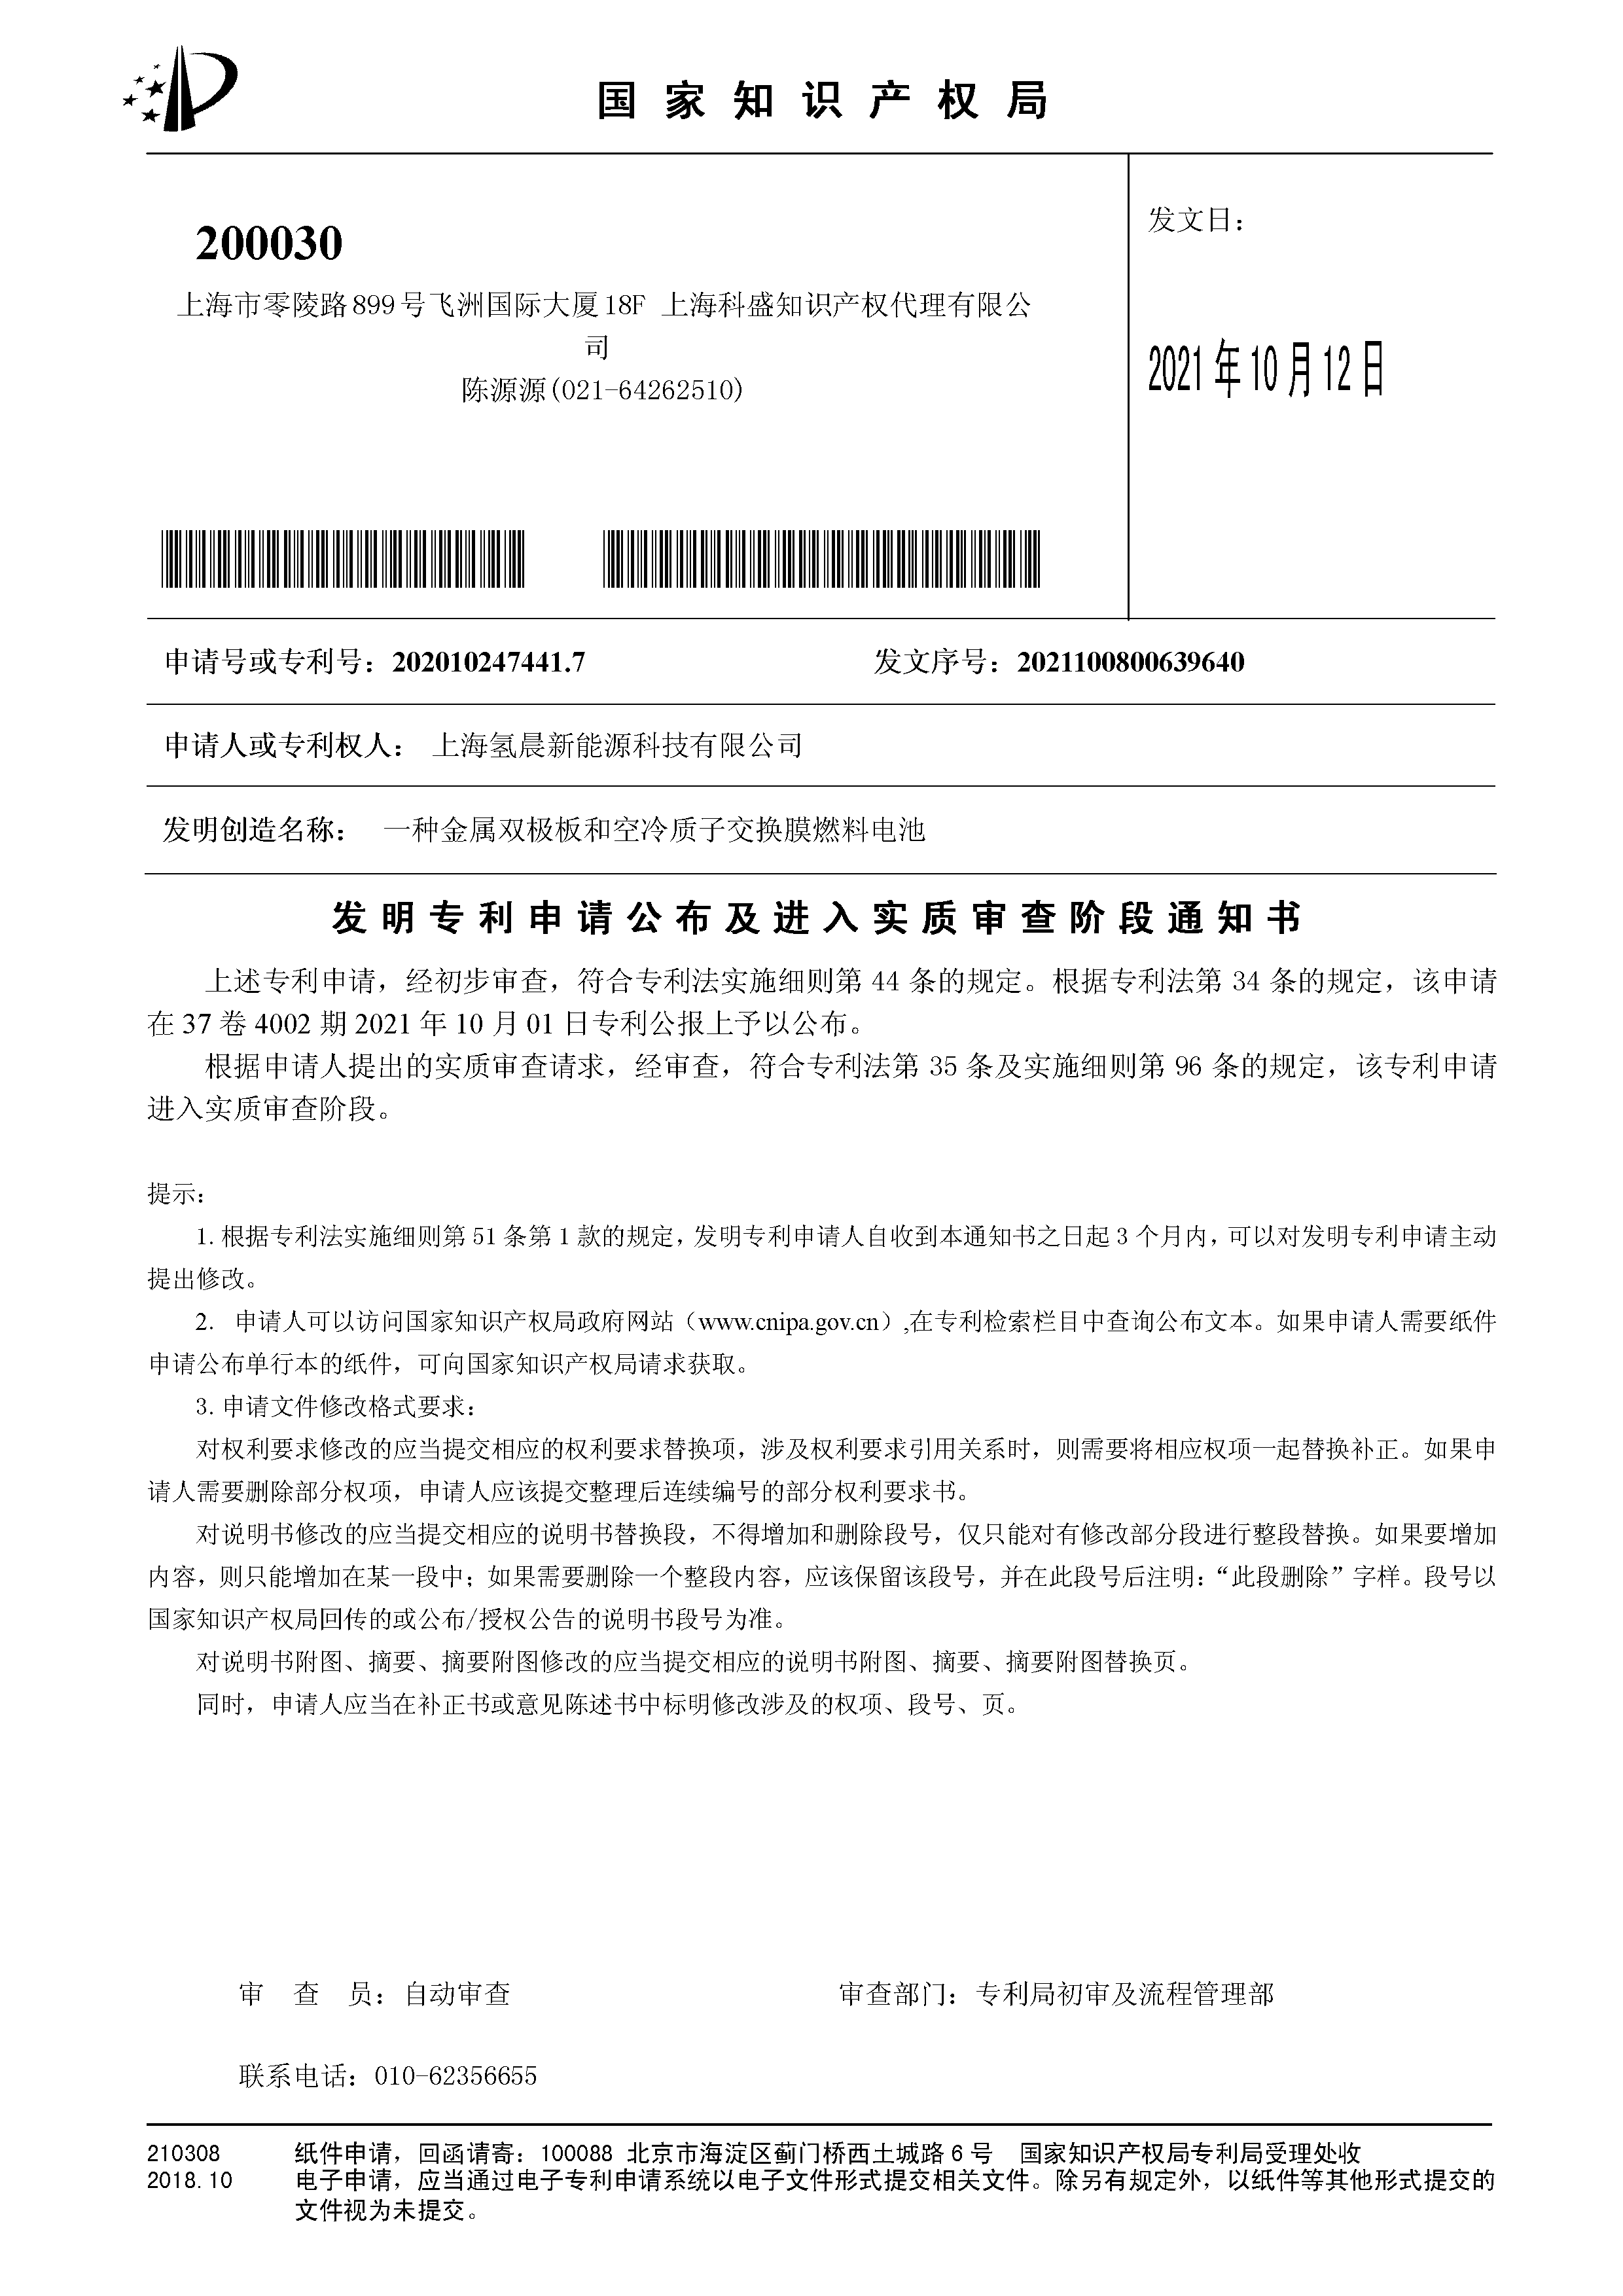 国家知识产权局
200030
上海市零陵路899号飞洲国际大厦18F 上海科盛知识产权代理有限公
司
陈源源(021-64262510)
发文日：
2021年10月12日
申请号或专利号：202010247441.7
发文序号：2021100800639640
申请人或专利权人： 上海氢晨新能源科技有限公司
发明创造名称： 一种金属双极板和空冷质子交换膜燃料电池
发明专利申请公布及进入实质审查阶段通知书
上述专利申请，经初步审查，符合专利法实施细则第 44 条的规定。根据专利法第 34 条的规定，该申请
在 37 卷 4002 期 2021 年 10 月 01 日专利公报上予以公布。
根据申请人提出的实质审查请求，经审查，符合专利法第 35 条及实施细则第 96 条的规定，该专利申请
进入实质审查阶段。
提示：
1. 根据专利法实施细则第 51 条第 1 款的规定，发明专利申请人自收到本通知书之日起 3 个月内，可以对发明专利申请主动
提出修改。
2. 申请人可以访问国家知识产权局政府网站（www.cnipa.gov.cn）,在专利检索栏目中查询公布文本。如果申请人需要纸件
申请公布单行本的纸件，可向国家知识产权局请求获取。
3. 申请文件修改格式要求：
对权利要求修改的应当提交相应的权利要求替换项，涉及权利要求引用关系时，则需要将相应权项一起替换补正。如果申
请人需要删除部分权项，申请人应该提交整理后连续编号的部分权利要求书。
对说明书修改的应当提交相应的说明书替换段，不得增加和删除段号，仅只能对有修改部分段进行整段替换。如果要增加
内容，则只能增加在某一段中；如果需要删除一个整段内容，应该保留该段号，并在此段号后注明：“此段删除”字样。段号以
国家知识产权局回传的或公布/授权公告的说明书段号为准。
对说明书附图、摘要、摘要附图修改的应当提交相应的说明书附图、摘要、摘要附图替换页。
同时，申请人应当在补正书或意见陈述书中标明修改涉及的权项、段号、页。
审 查 员：自动审查
审查部门：专利局初审及流程管理部
联系电话：010-62356655
210308 纸件申请，回函请寄：100088 北京市海淀区蓟门桥西土城路 6 号 国家知识产权局专利局受理处收
2018.10 电子申请，应当通过电子专利申请系统以电子文件形式提交相关文件。除另有规定外，以纸件等其他形式提交的
文件视为未提交。